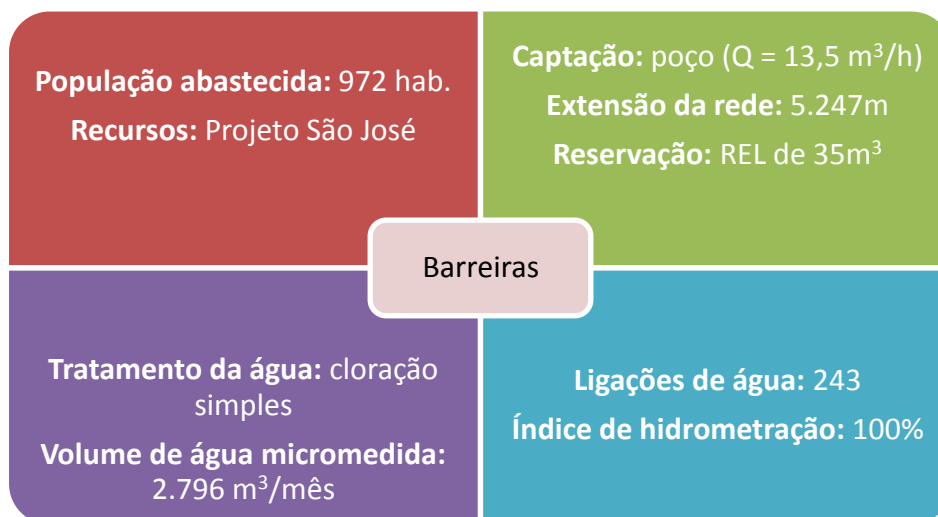 População abastecida: 972 hab.
Recursos: Projeto São José
Captação: poço (Q = 13,5 m³/h)
Extensão da rede: 5.247m
Reservação: REL de 35m³
Barreiras
Tratamento da água: cloração
simples
Volume de água micromedida:
2.796 m³/mês
Ligações de água: 243
Índice de hidrometração: 100%